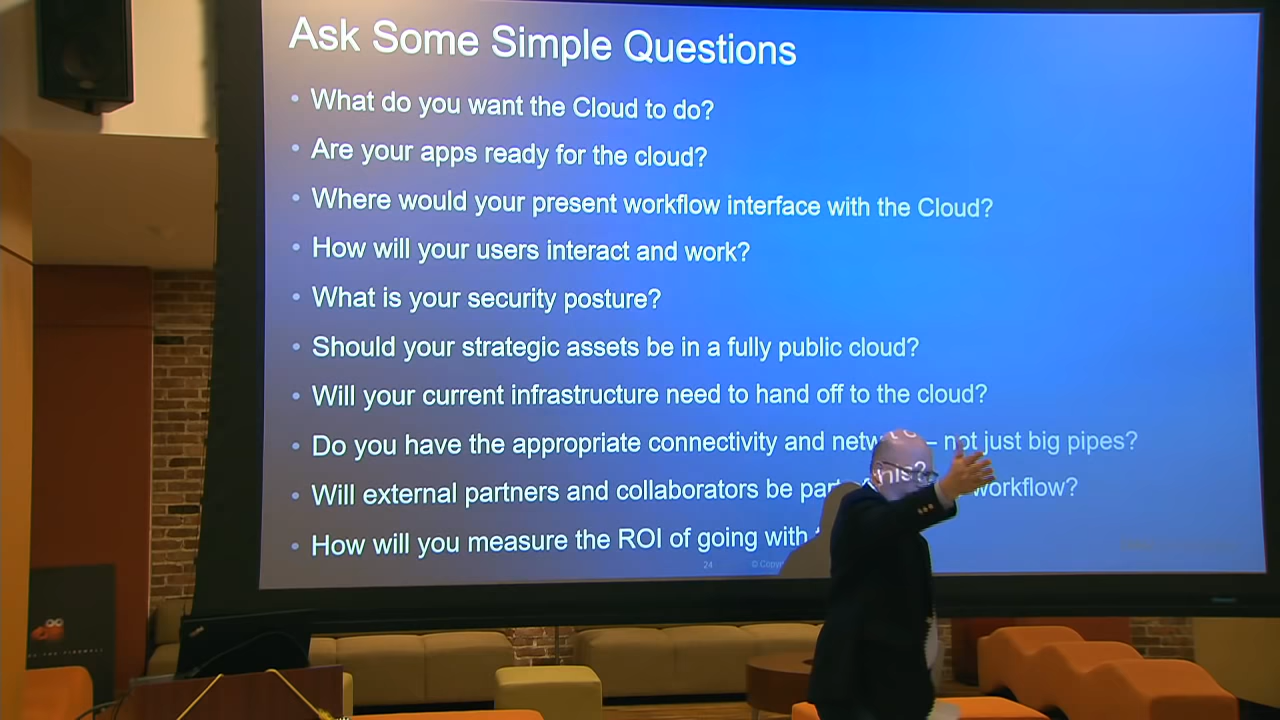 Ask Some Simple Questions
• What do you want the Cloud to do?
• Are your apps ready for the cloud?
• Where would your present workflow interface with the Cloud?
• How will your users interact and work?
• What is your security posture?
• Should your strategic assets be in a fully public cloud?
• Will your current infrastructure need to hand off to the cloud?
• Do you have the appropriate connectivity and – not just big pipes?
• Will external partners and collaborators be workflow?
• How will you measure the ROI of going with
this?
24 ©